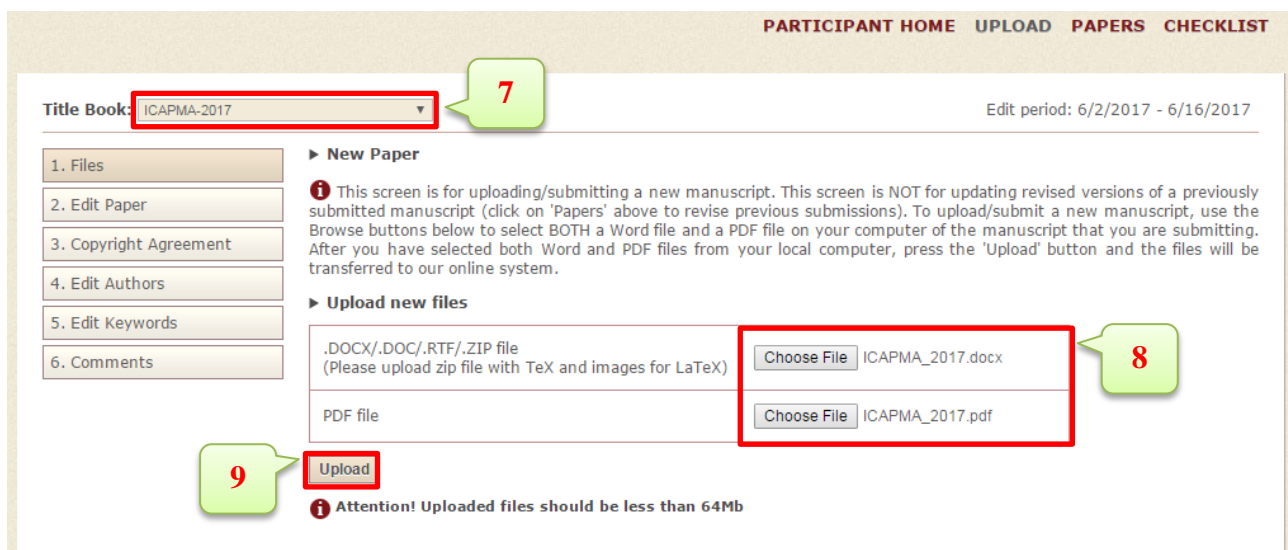 PARTICIPANT HOME UPLOAD PAPERS CHECKLIST
7
Title Book: ICAPMA-2017
Edit period: 6/2/2017 - 6/16/2017
1. Files
2. Edit Paper
3. Copyright Agreement
4. Edit Authors
5. Edit Keywords
6. Comments
New Paper
This screen is for uploading/submitting a new manuscript. This screen is NOT for updating revised versions of a previously
submitted manuscript (click on 'Papers' above to revise previous submissions). To upload/submit a new manuscript, use the
Browse buttons below to select BOTH a Word file and a PDF file on your computer of the manuscript that you are submitting.
After you have selected both Word and PDF files from your local computer, press the 'Upload' button and the files will be
transferred to our online system.
Upload new files
.DOCX/.DOC/.RTF/.ZIP file
(Please upload zip file with TeX and images for LaTeX)
Choose File ICAPMA_2017.docx
8
PDF file
Choose File ICAPMA_2017.pdf
9
Upload
Attention! Uploaded files should be less than 64Mb